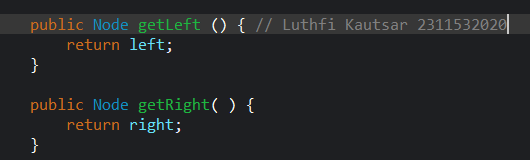 public Node getLeft () { // Luthfi Kautsar 2311532020
return left;
}
public Node getRight( ) {
return right;
}